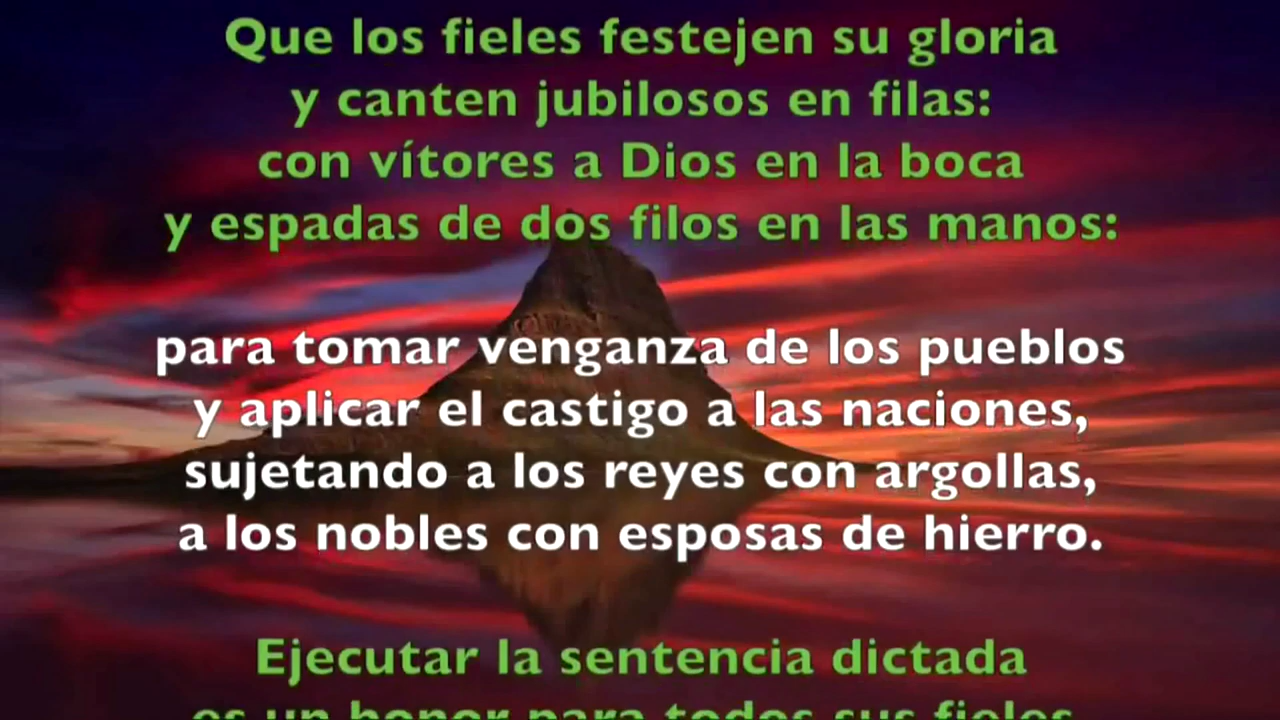 Que los fieles festejen su gloria
y canten jubilosos en filas:
con vítores a Dios en la boca
y espadas de dos filos en las manos:
para tomar venganza de los pueblos
y aplicar el castigo a las naciones,
sujetando a los reyes con argollas,
a los nobles con esposas de hierro.
Ejecutar la sentencia dictada
es un honor para todos sus fieles